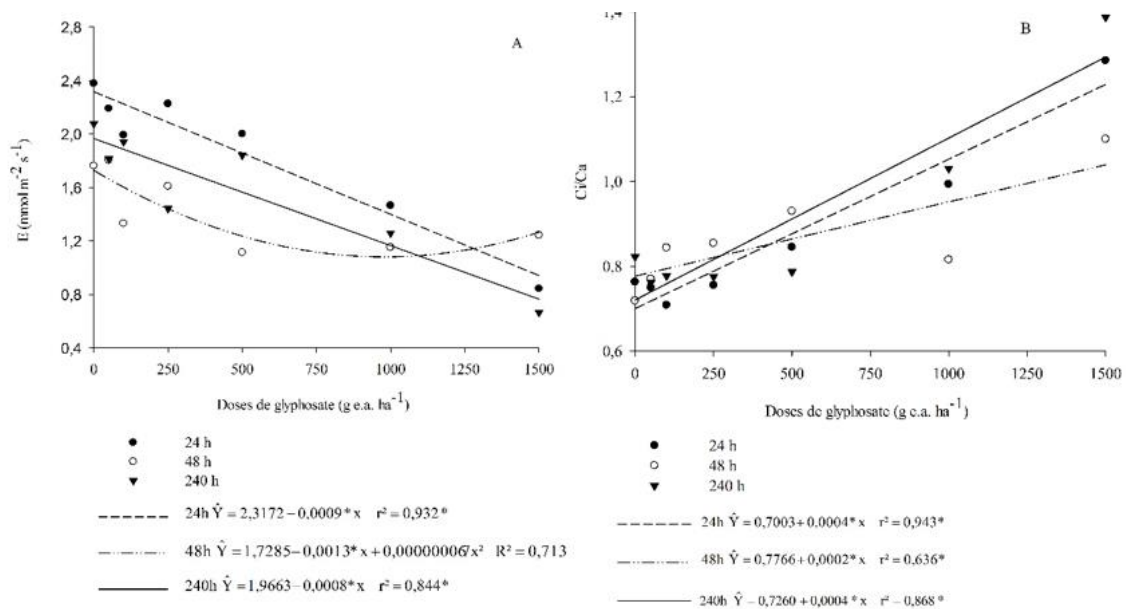 A
2,8
2,4
2,0
1,6
1,2
0,8
0,4
E (mmol m⁻² s⁻¹)
0 250 500 750 1000 1250 1500
Doses de glyphosate (g e.a. ha⁻¹)
24 h
48 h
240 h
24h Ŷ = 2,3172 – 0,0009* x r² = 0,932*
48h Ŷ = 1,7285 – 0,0013* x + 0,00000067x² R² = 0,713
240h Ŷ = 1,9663 – 0,0008* x r² = 0,844*
B
1,4
1,2
1,0
0,8
0,6
Ci/Ca
0 250 500 750 1000 1250 1500
Doses de glyphosate (g e.a. ha⁻¹)
24 h
48 h
240 h
24h Ŷ = 0,7003 + 0,0004* x r² = 0,943*
48h Ŷ = 0,7766 + 0,0002* x r² = 0,636*
240h Ŷ – 0,7260 + 0,0004 * x r² – 0,868*